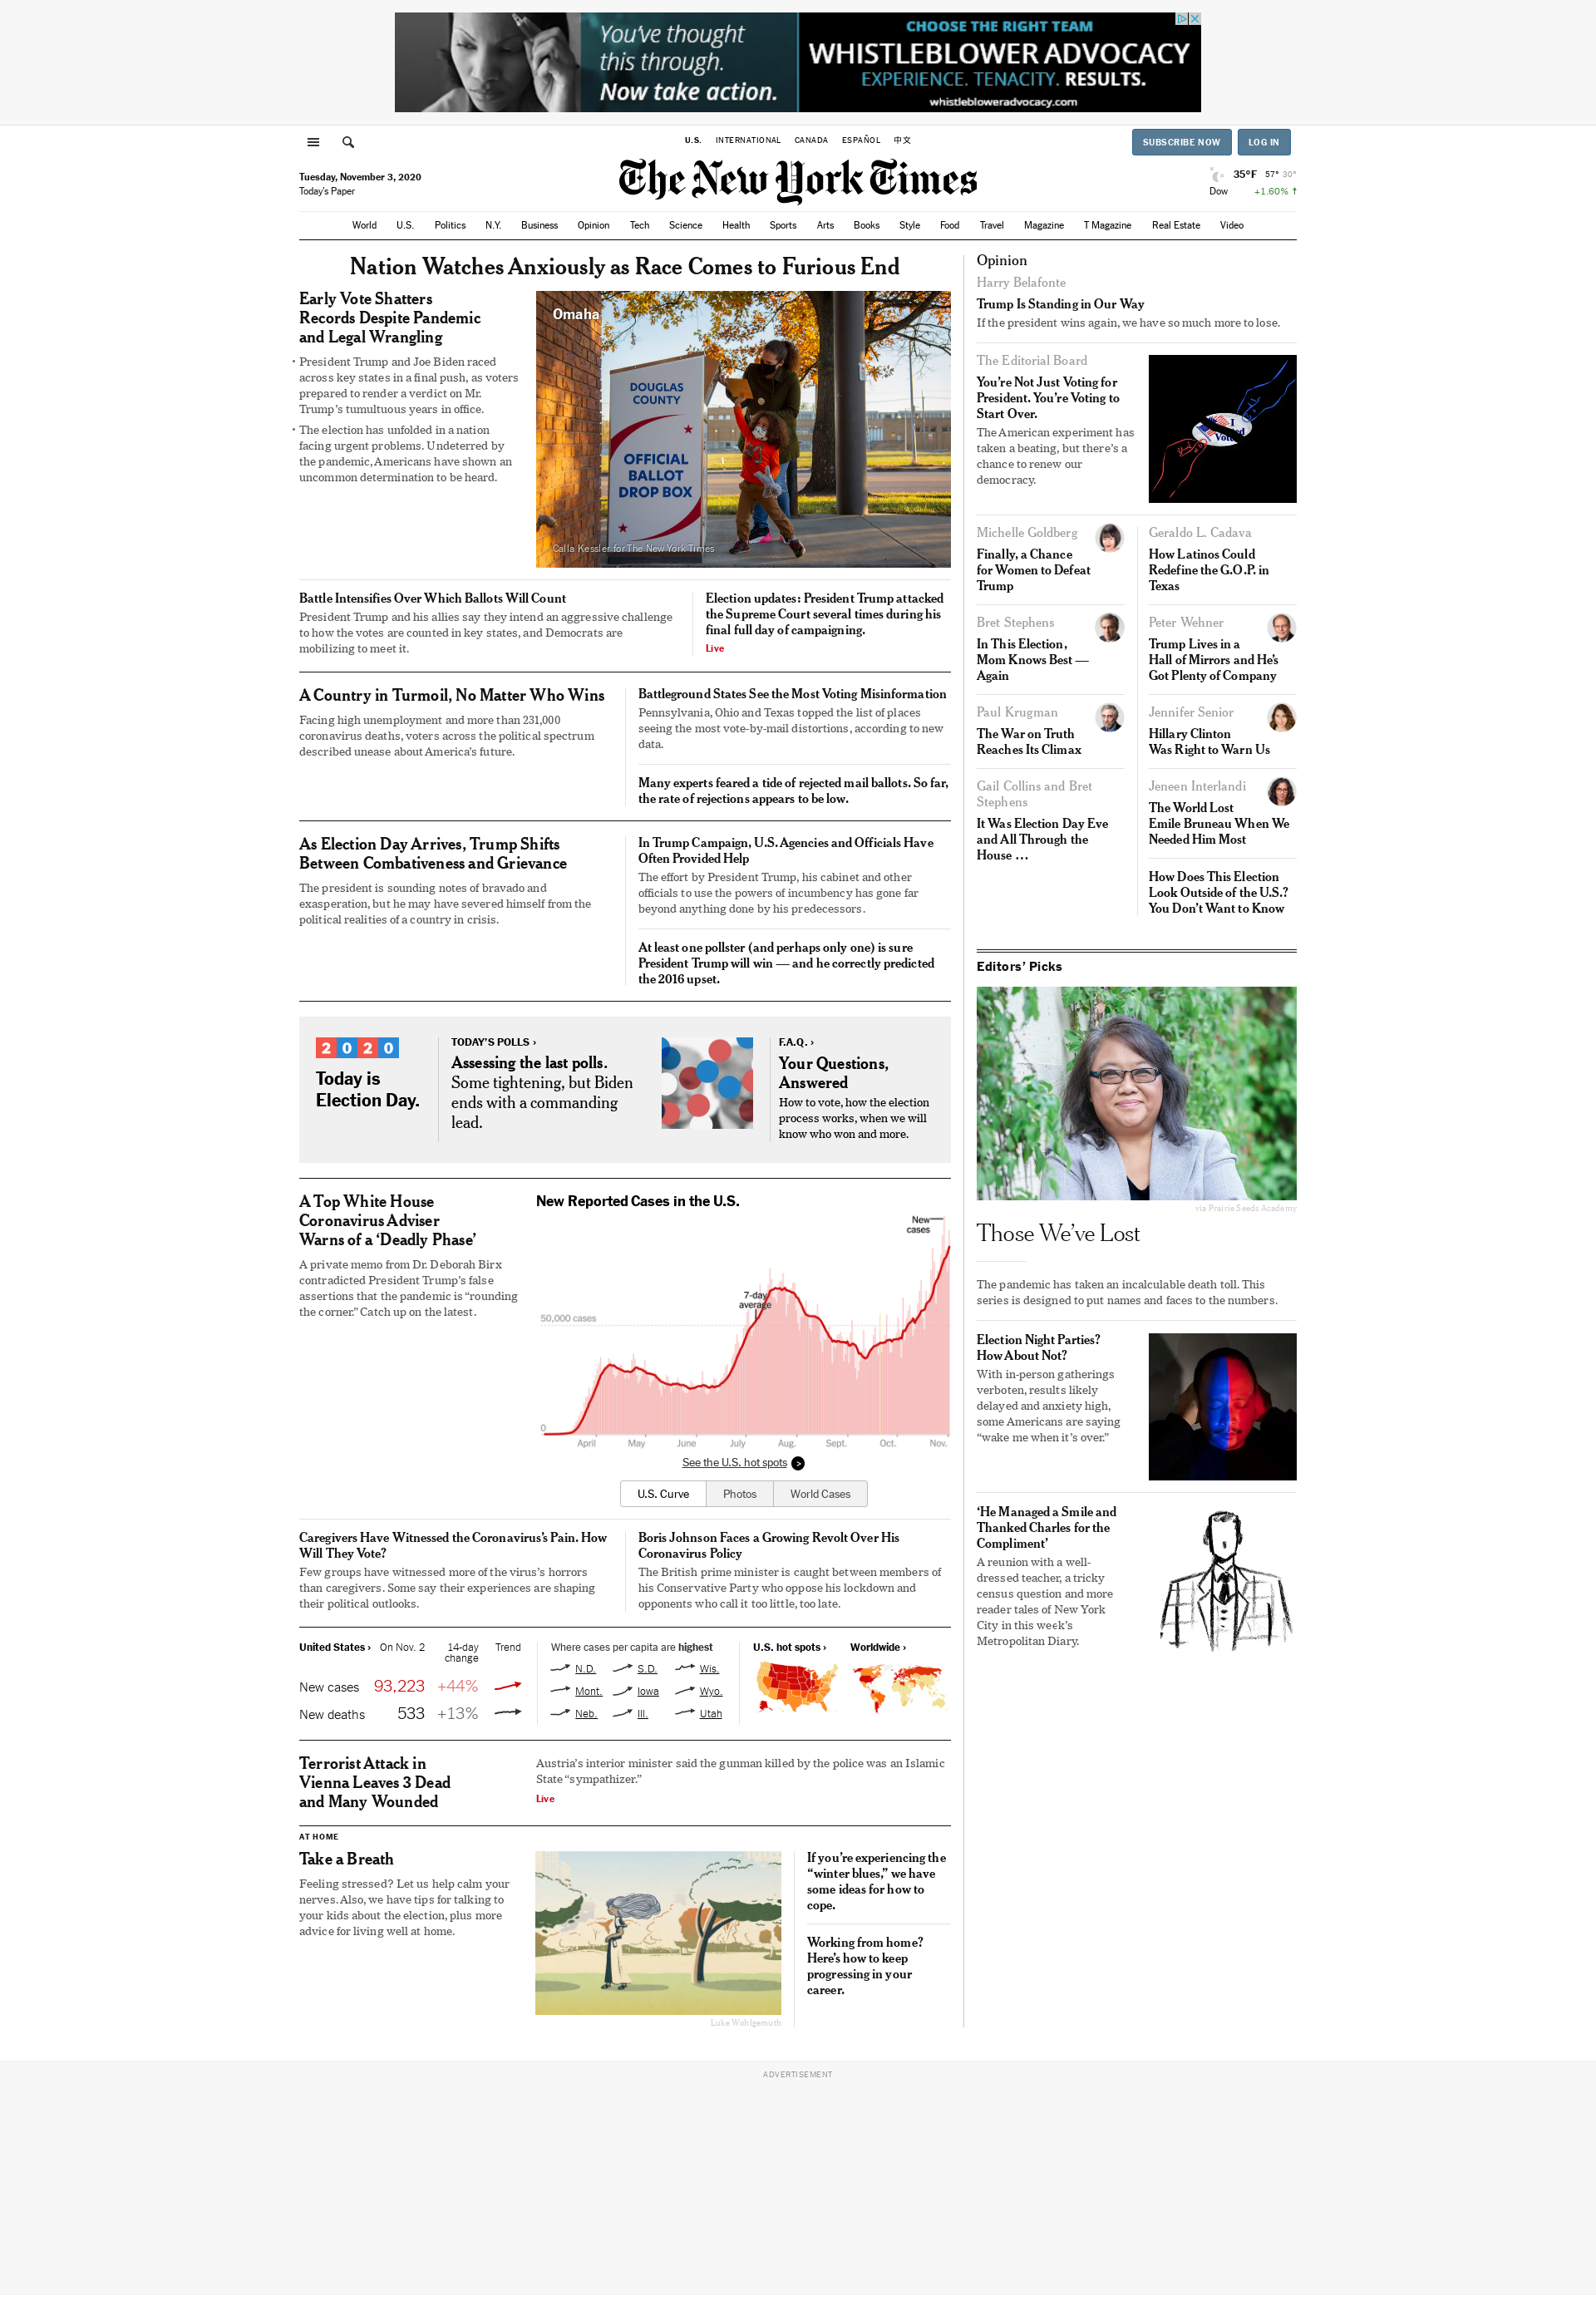 You've thought
this through.
Now take action.
CHOOSE THE RIGHT TEAM
WHISTLEBLOWER ADVOCACY
EXPERIENCE. TENACITY. RESULTS.
whistlebloweradvocacy.com
U.S. INTERNATIONAL CANADA ESPAÑOL 中文
SUBSCRIBE NOW LOG IN
Tuesday, November 3, 2020
Today's Paper
The New York Times
35°F 57° 30°
Dow +1.60% ↑
World U.S. Politics N.Y. Business Opinion Tech Science Health Sports Arts Books Style Food Travel Magazine T Magazine Real Estate Video
Nation Watches Anxiously as Race Comes to Furious End
Early Vote Shatters
Records Despite Pandemic
and Legal Wrangling
• President Trump and Joe Biden raced
across key states in a final push, as voters
prepared to render a verdict on Mr.
Trump's tumultuous years in office.
• The election has unfolded in a nation
facing urgent problems. Undeterred by
the pandemic, Americans have shown an
uncommon determination to be heard.
Omaha
DOUGLAS
COUNTY
OFFICIAL
BALLOT
DROP BOX
Calla Kessler for The New York Times
Battle Intensifies Over Which Ballots Will Count
President Trump and his allies say they intend an aggressive challenge
to how the votes are counted in key states, and Democrats are
mobilizing to meet it.
Election updates: President Trump attacked
the Supreme Court several times during his
final full day of campaigning.
Live
A Country in Turmoil, No Matter Who Wins
Facing high unemployment and more than 231,000
coronavirus deaths, voters across the political spectrum
described unease about America's future.
Battleground States See the Most Voting Misinformation
Pennsylvania, Ohio and Texas topped the list of places
seeing the most vote-by-mail distortions, according to new
data.
Many experts feared a tide of rejected mail ballots. So far,
the rate of rejections appears to be low.
As Election Day Arrives, Trump Shifts
Between Combativeness and Grievance
The president is sounding notes of bravado and
exasperation, but he may have severed himself from the
political realities of a country in crisis.
In Trump Campaign, U.S. Agencies and Officials Have
Often Provided Help
The effort by President Trump, his cabinet and other
officials to use the powers of incumbency has gone far
beyond anything done by his predecessors.
At least one pollster (and perhaps only one) is sure
President Trump will win — and he correctly predicted
the 2016 upset.
2020
Today is
Election Day.
TODAY'S POLLS ›
Assessing the last polls.
Some tightening, but Biden
ends with a commanding
lead.
F.A.Q. ›
Your Questions,
Answered
How to vote, how the election
process works, when we will
know who won and more.
A Top White House
Coronavirus Adviser
Warns of a 'Deadly Phase'
A private memo from Dr. Deborah Birx
contradicted President Trump's false
assertions that the pandemic is "rounding
the corner." Catch up on the latest.
New Reported Cases in the U.S.
New
cases
7-day
average
50,000 cases
0
April May June July Aug. Sept. Oct. Nov.
See the U.S. hot spots >
U.S. Curve Photos World Cases
Caregivers Have Witnessed the Coronavirus's Pain. How
Will They Vote?
Few groups have witnessed more of the virus's horrors
than caregivers. Some say their experiences are shaping
their political outlooks.
Boris Johnson Faces a Growing Revolt Over His
Coronavirus Policy
The British prime minister is caught between members of
his Conservative Party who oppose his lockdown and
opponents who call it too little, too late.
United States › On Nov. 2 14-day
change Trend
New cases 93,223 +44%
New deaths 533 +13%
Where cases per capita are highest
N.D. S.D. Wis.
Mont. Iowa Wyo.
Neb. Ill. Utah
U.S. hot spots › Worldwide ›
Terrorist Attack in
Vienna Leaves 3 Dead
and Many Wounded
Austria's interior minister said the gunman killed by the police was an Islamic
State "sympathizer."
Live
AT HOME
Take a Breath
Feeling stressed? Let us help calm your
nerves. Also, we have tips for talking to
your kids about the election, plus more
advice for living well at home.
Luke Wohlgemuth
If you're experiencing the
"winter blues," we have
some ideas for how to
cope.
Working from home?
Here's how to keep
progressing in your
career.
Opinion
Harry Belafonte
Trump Is Standing in Our Way
If the president wins again, we have so much more to lose.
The Editorial Board
You're Not Just Voting for
President. You're Voting to
Start Over.
The American experiment has
taken a beating, but there's a
chance to renew our
democracy.
I
Voted
Michelle Goldberg
Finally, a Chance
for Women to Defeat
Trump
Bret Stephens
In This Election,
Mom Knows Best —
Again
Paul Krugman
The War on Truth
Reaches Its Climax
Gail Collins and Bret
Stephens
It Was Election Day Eve
and All Through the
House …
Geraldo L. Cadava
How Latinos Could
Redefine the G.O.P. in
Texas
Peter Wehner
Trump Lives in a
Hall of Mirrors and He's
Got Plenty of Company
Jennifer Senior
Hillary Clinton
Was Right to Warn Us
Jeneen Interlandi
The World Lost
Emile Bruneau When We
Needed Him Most
How Does This Election
Look Outside of the U.S.?
You Don't Want to Know
Editors' Picks
via Prairie Seeds Academy
Those We've Lost
The pandemic has taken an incalculable death toll. This
series is designed to put names and faces to the numbers.
Election Night Parties?
How About Not?
With in-person gatherings
verboten, results likely
delayed and anxiety high,
some Americans are saying
"wake me when it's over."
'He Managed a Smile and
Thanked Charles for the
Compliment'
A reunion with a well-
dressed teacher, a tricky
census question and more
reader tales of New York
City in this week's
Metropolitan Diary.
ADVERTISEMENT